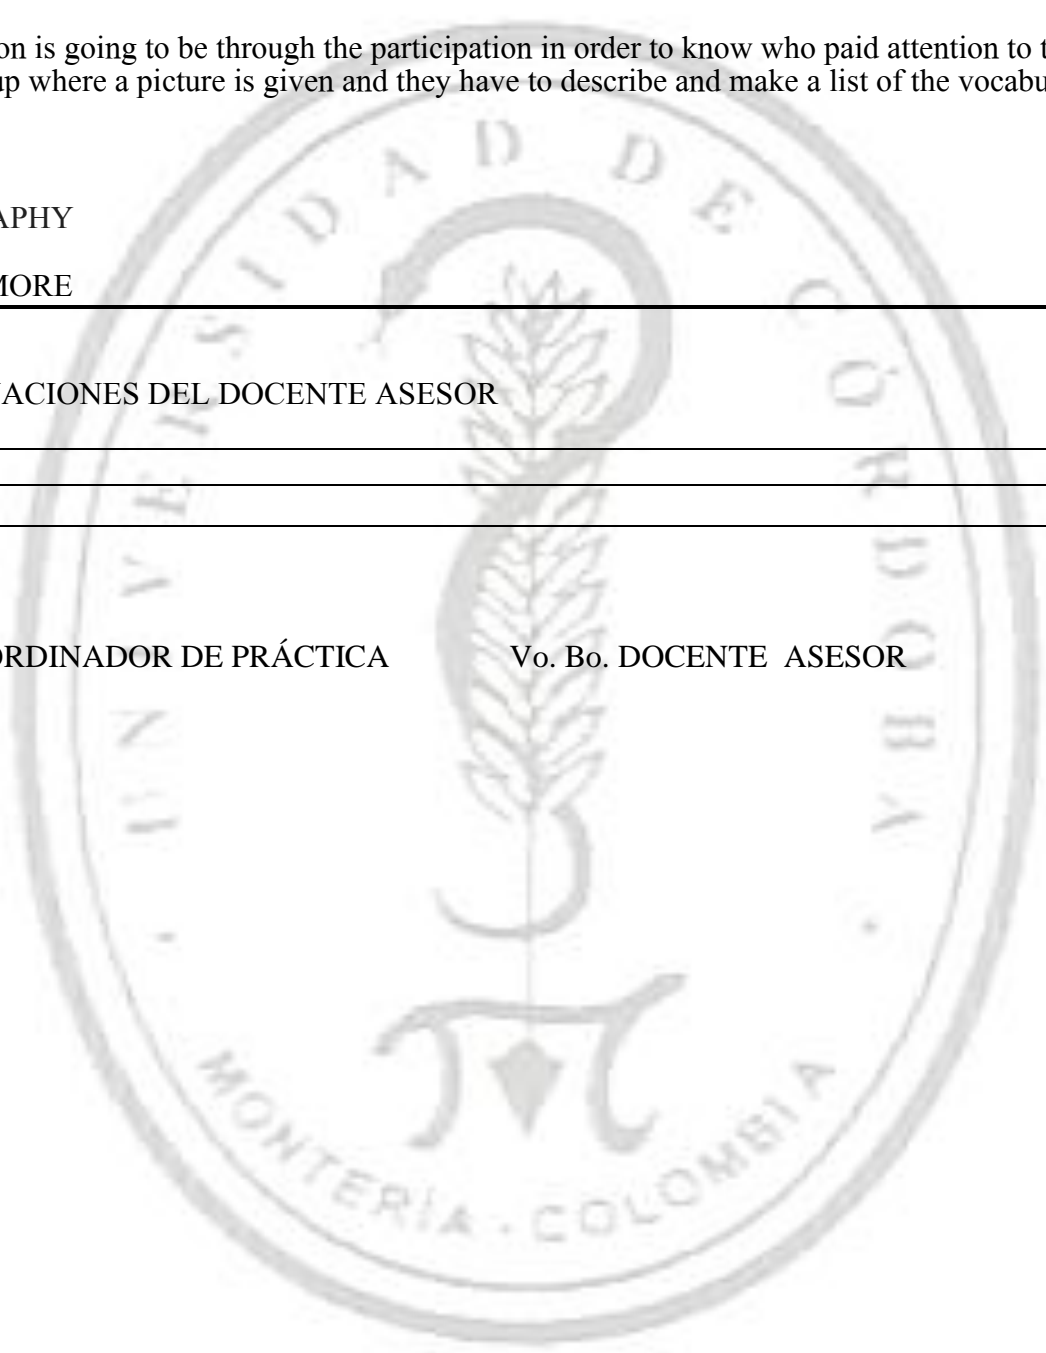 on is going to be through the participation in order to know who paid attention to t
up where a picture is given and they have to describe and make a list of the vocabu
APHY
MORE
ACIONES DEL DOCENTE ASESOR
ORDINADOR DE PRÁCTICA Vo. Bo. DOCENTE ASESOR
UNIVERSIDAD DE CÓRDOBA
MONTERÍA - COLOMBIA